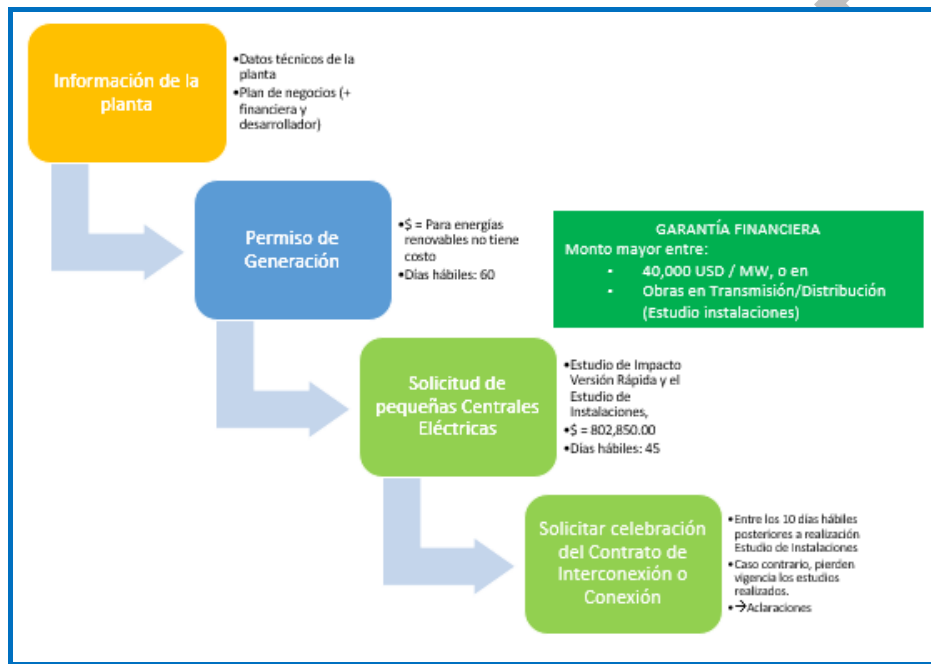 Información de la
planta
•Datos técnicos de la
planta
•Plan de negocios (+
financiera y
desarrollador)
Permiso de
Generación
•$ = Para energías
renovables no tiene
costo
•Días hábiles: 60
GARANTÍA FINANCIERA
Monto mayor entre:
- 40,000 USD / MW, o en
- Obras en Transmisión/Distribución
(Estudio instalaciones)
Solicitud de
pequeñas Centrales
Eléctricas
•Estudio de Impacto
Versión Rápida y el
Estudio de
Instalaciones,
•$ = 802,850.00
•Días hábiles: 45
Solicitar celebración
del Contrato de
Interconexión o
Conexión
•Entre los 10 días hábiles
posteriores a realización
Estudio de Instalaciones
•Caso contrario, pierden
vigencia los estudios
realizados.
•→Aclaraciones